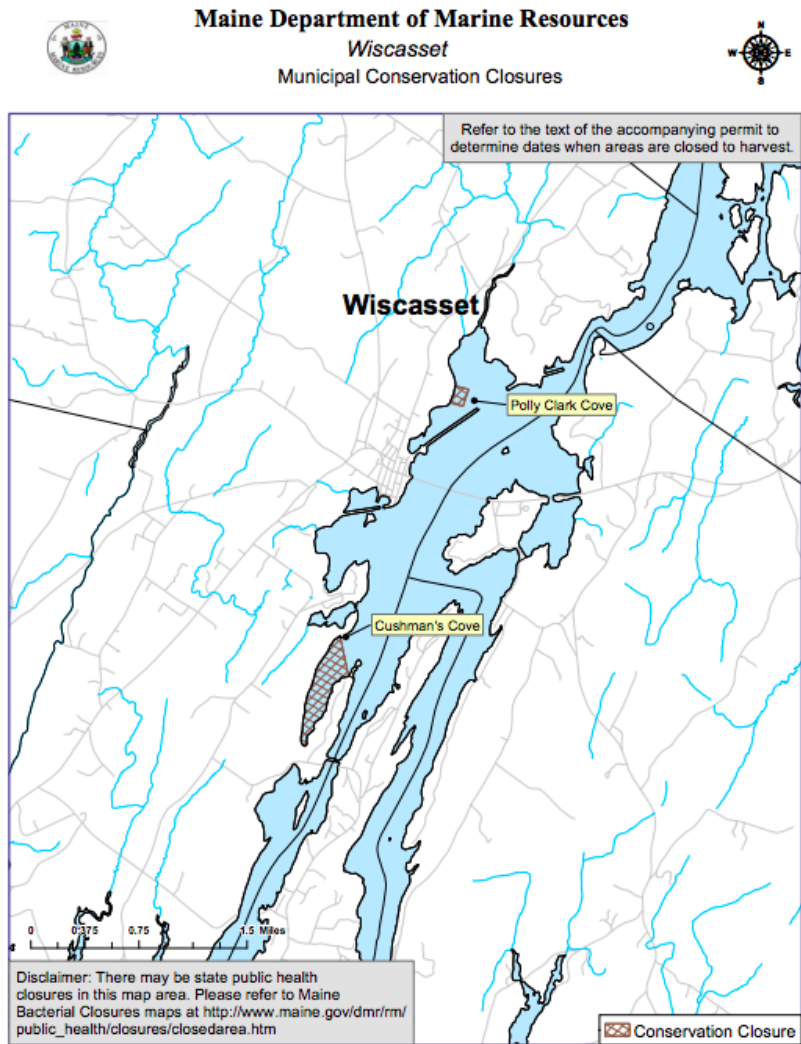 Maine Department of Marine Resources
Wiscasset
Municipal Conservation Closures
MAINE
MARINE RESOURCES
N
W
E
S
Refer to the text of the accompanying permit to
determine dates when areas are closed to harvest.
Wiscasset
Polly Clark Cove
Cushman's Cove
0 0.375 0.75 1.5 Miles
Disclaimer: There may be state public health
closures in this map area. Please refer to Maine
Bacterial Closures maps at http://www.maine.gov/dmr/rm/
public_health/closures/closedarea.htm
Conservation Closure